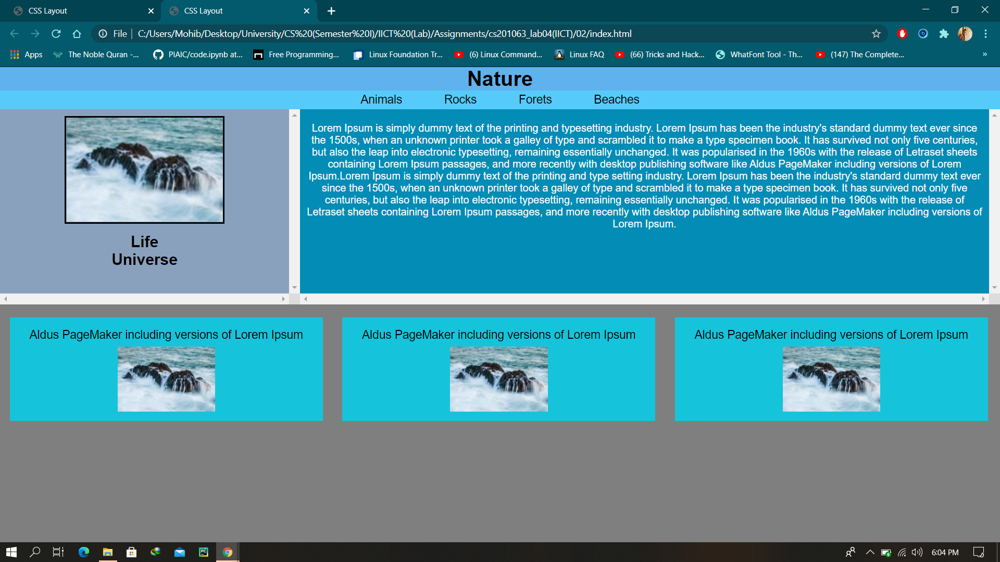 CSS Layout
CSS Layout
File | C:/Users/Mohib/Desktop/University/CS%20(Semester%20I)/IICT%20(Lab)/Assignments/cs201063_lab04(IICT)/02/index.html
Apps
The Noble Quran -...
PIAIC/code.ipynb at...
Free Programming...
Linux Foundation Tr...
(6) Linux Command...
Linux FAQ
(66) Tricks and Hack...
WhatFont Tool - Th...
(147) The Complete...
Nature
Animals Rocks Forets Beaches
Life
Universe
Lorem Ipsum is simply dummy text of the printing and typesetting industry. Lorem Ipsum has been the industry's standard dummy text ever since
the 1500s, when an unknown printer took a galley of type and scrambled it to make a type specimen book. It has survived not only five centuries,
but also the leap into electronic typesetting, remaining essentially unchanged. It was popularised in the 1960s with the release of Letraset sheets
containing Lorem Ipsum passages, and more recently with desktop publishing software like Aldus PageMaker including versions of Lorem
Ipsum.Lorem Ipsum is simply dummy text of the printing and type setting industry. Lorem Ipsum has been the industry's standard dummy text ever
since the 1500s, when an unknown printer took a galley of type and scrambled it to make a type specimen book. It has survived not only five
centuries, but also the leap into electronic typesetting, remaining essentially unchanged. It was popularised in the 1960s with the release of
Letraset sheets containing Lorem Ipsum passages, and more recently with desktop publishing software like Aldus PageMaker including versions of
Lorem Ipsum.
Aldus PageMaker including versions of Lorem Ipsum
Aldus PageMaker including versions of Lorem Ipsum
Aldus PageMaker including versions of Lorem Ipsum
PC
6:04 PM